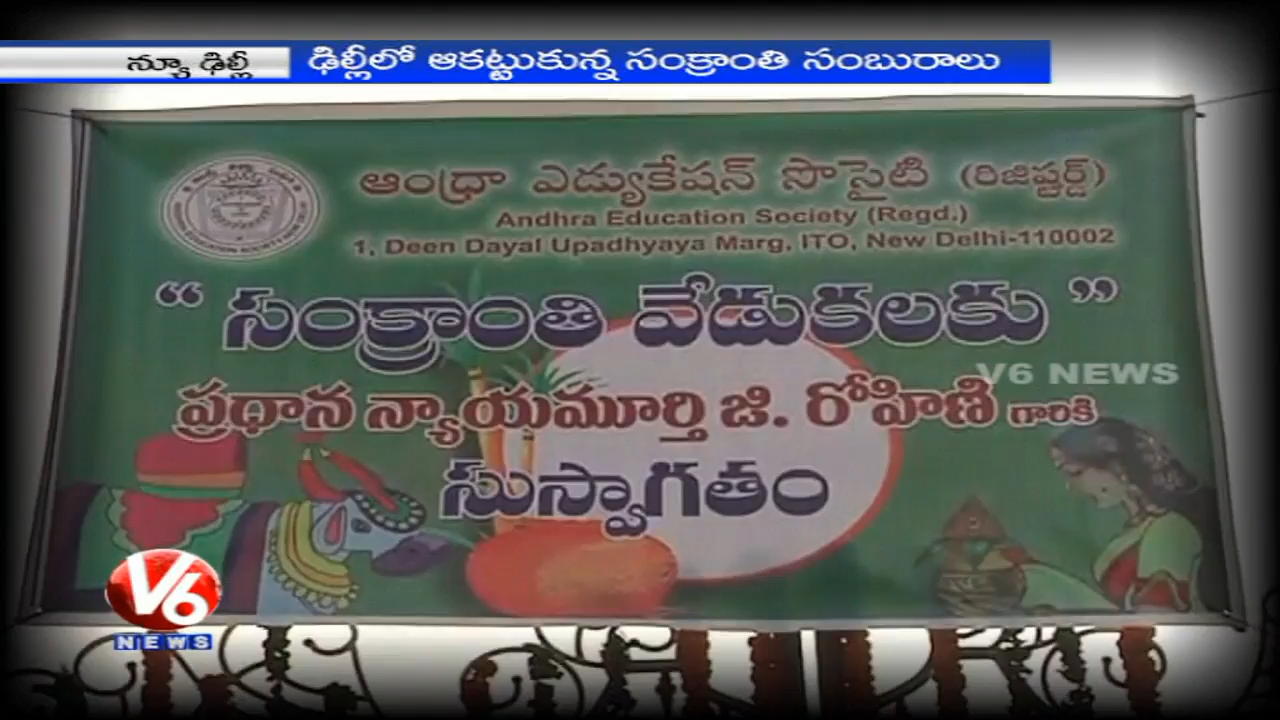 న్యూ ఢిల్లీ
ఢిల్లీలో ఆకట్టుకున్న సంక్రాంతి సంబురాలు
ఆంధ్రా ఎడ్యుకేషన్ సొసైటి (రిజిష్టర్డ్)
Andhra Education Society (Regd.)
1, Deen Dayal Upadhyaya Marg, ITO, New Delhi-110002
“ సంక్రాంతి వేడుకలకు ”
V6 NEWS
ప్రధాన న్యాయమూర్తి జి. రోహిణి గారికి
సుస్వాగతం
V6
NEWS